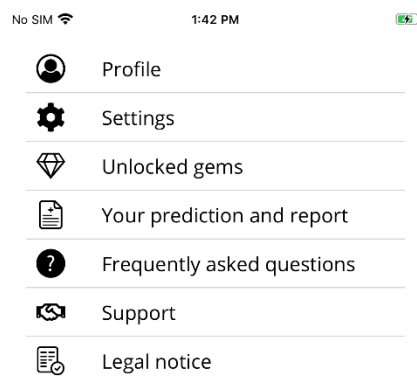 No SIM 1:42 PM
Profile
Settings
Unlocked gems
Your prediction and report
Frequently asked questions
Support
Legal notice